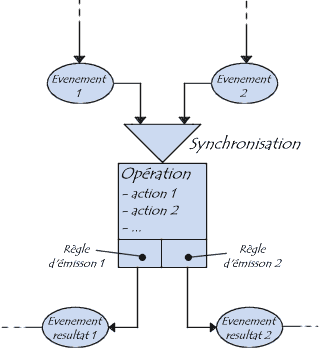 Evenement
1
Evenement
2
Synchronisation
Opération
- action 1
- action 2
- ...
Règle
d'émisson 1
Règle
d'émisson 2
Evenement
resultat 1
Evenement
resultat 2